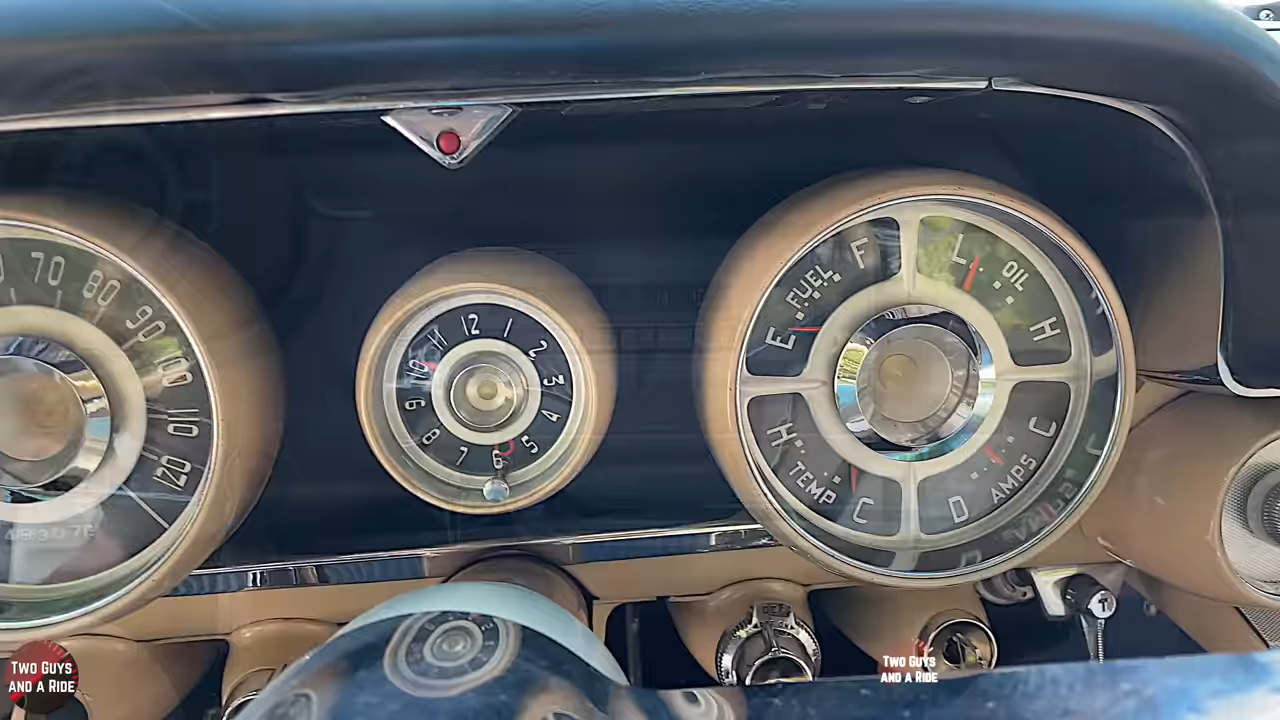 70
80
90
100
110
120
12
1
2
3
4
5
6
7
8
9
10
11
F
FUEL
E
L
OIL
H
H
TEMP
C
C
AMPS
D
TWO GUYS
AND A RIDE
TWO GUYS
AND A RIDE